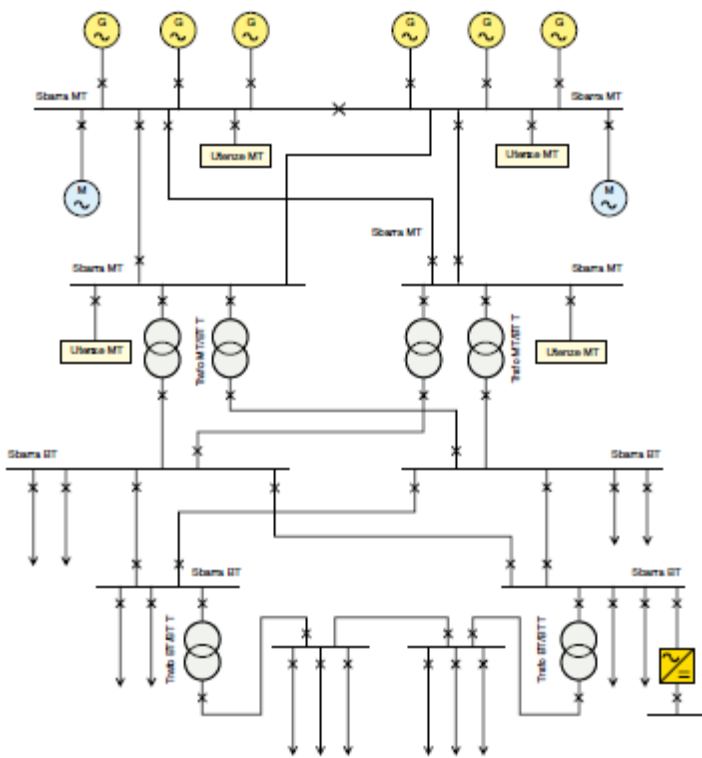 G
G
G
G
G
G
Sbarra MT
Sbarra MT
Utenze MT
Utenze MT
M
M
Sbarra MT
Sbarra MT
Sbarra MT
Utenze MT
Trafo MT/BT T
Trafo MT/BT T
Utenze MT
Sbarra BT
Sbarra BT
Sbarra BT
Sbarra BT
Trafo BT/BT T
Trafo BT/BT T